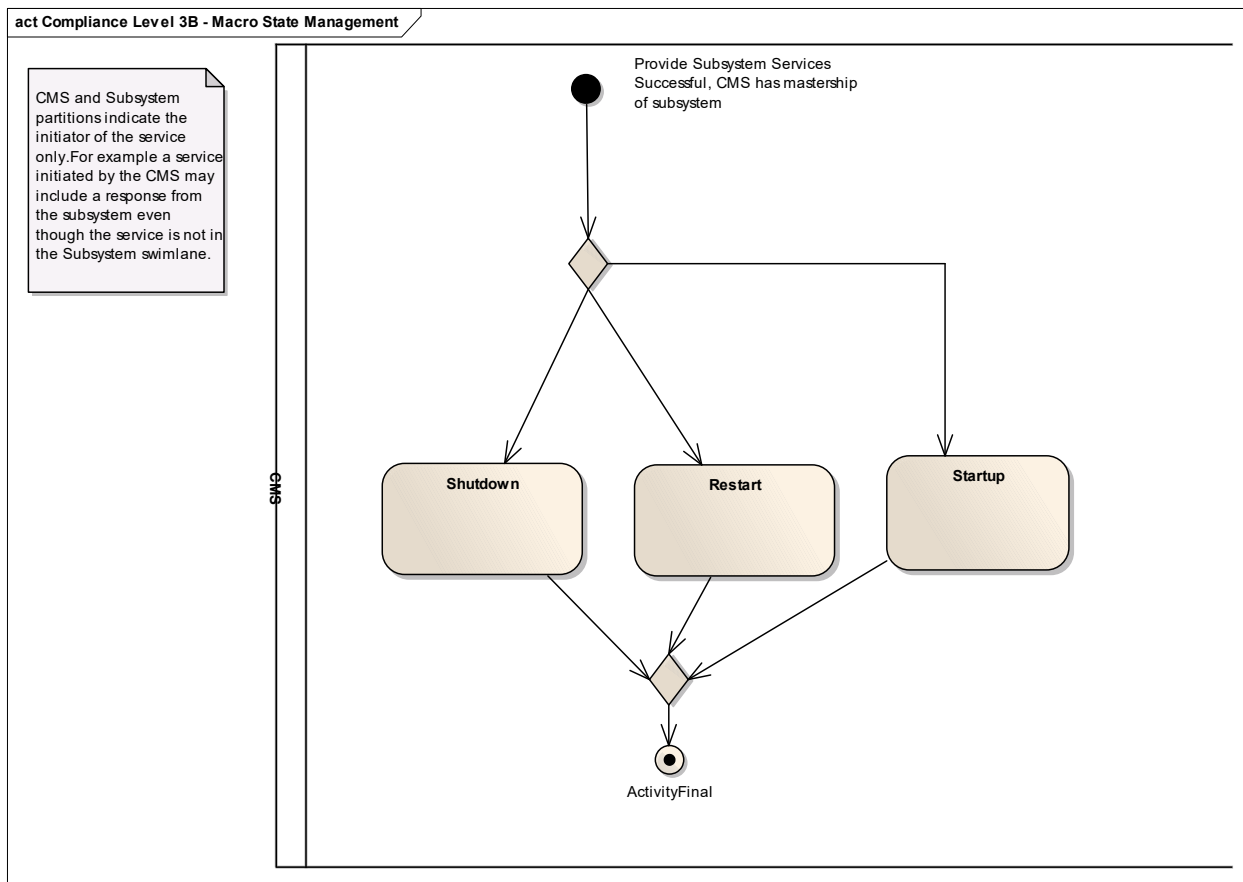 act Compliance Level 3B - Macro State Management
CMS and Subsystem
partitions indicate the
initiator of the service
only.For example a service
initiated by the CMS may
include a response from
the subsystem even
though the service is not in
the Subsystem swimlane.
Provide Subsystem Services
Successful, CMS has mastership
of subsystem
CMS
Shutdown
Restart
Startup
ActivityFinal